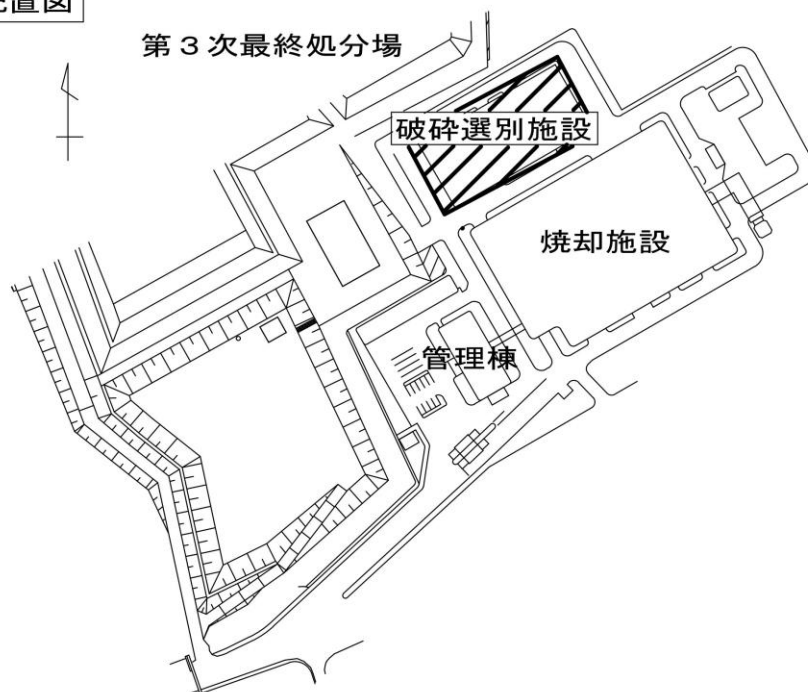 置図
第３次最終処分場
破砕選別施設
焼却施設
管理棟